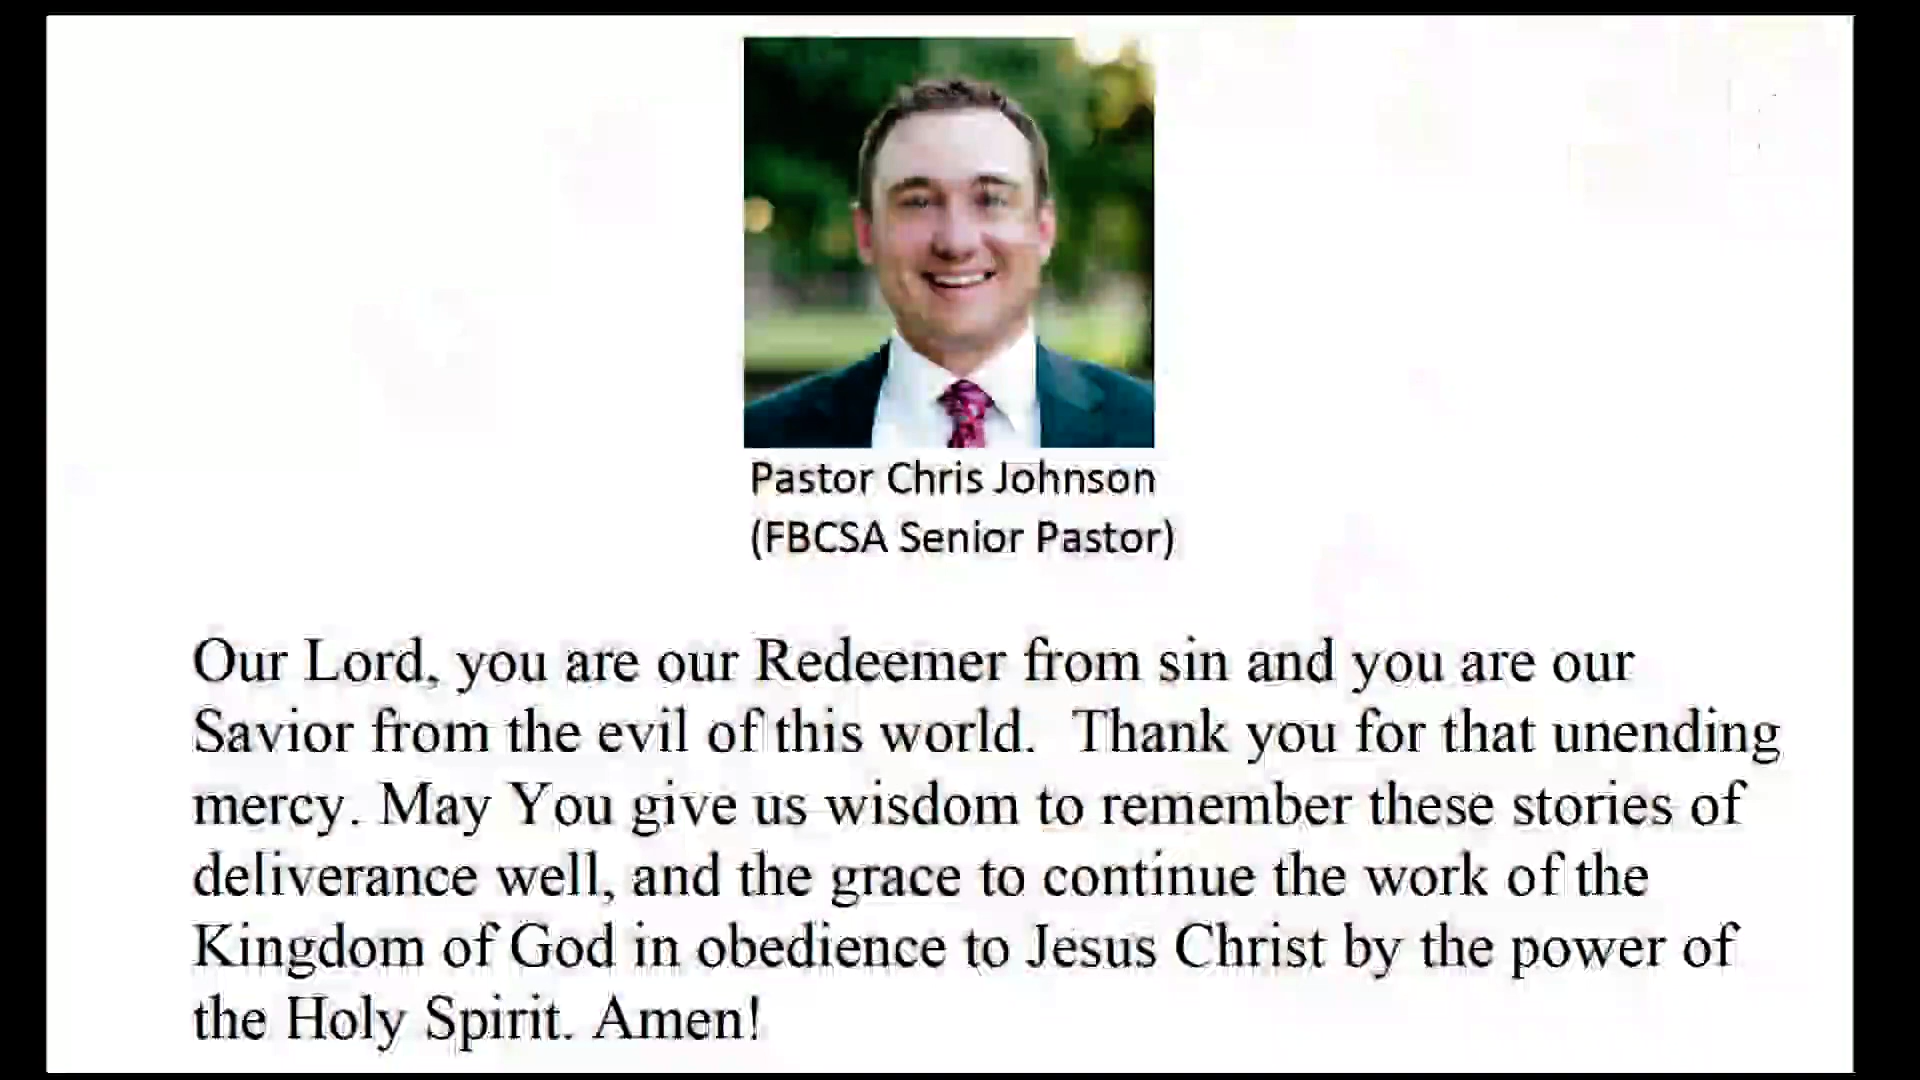 Pastor Chris Johnson
(FBCSA Senior Pastor)
Our Lord, you are our Redeemer from sin and you are our
Savior from the evil of this world.  Thank you for that unending
mercy. May You give us wisdom to remember these stories of
deliverance well, and the grace to continue the work of the
Kingdom of God in obedience to Jesus Christ by the power of
the Holy Spirit. Amen!